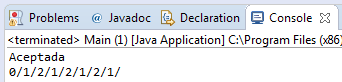 Problems @ Javadoc Declaration Console
<terminated> Main (1) [Java Application] C:\Program Files (x86)
Aceptada
0/1/2/1/2/1/2/1/